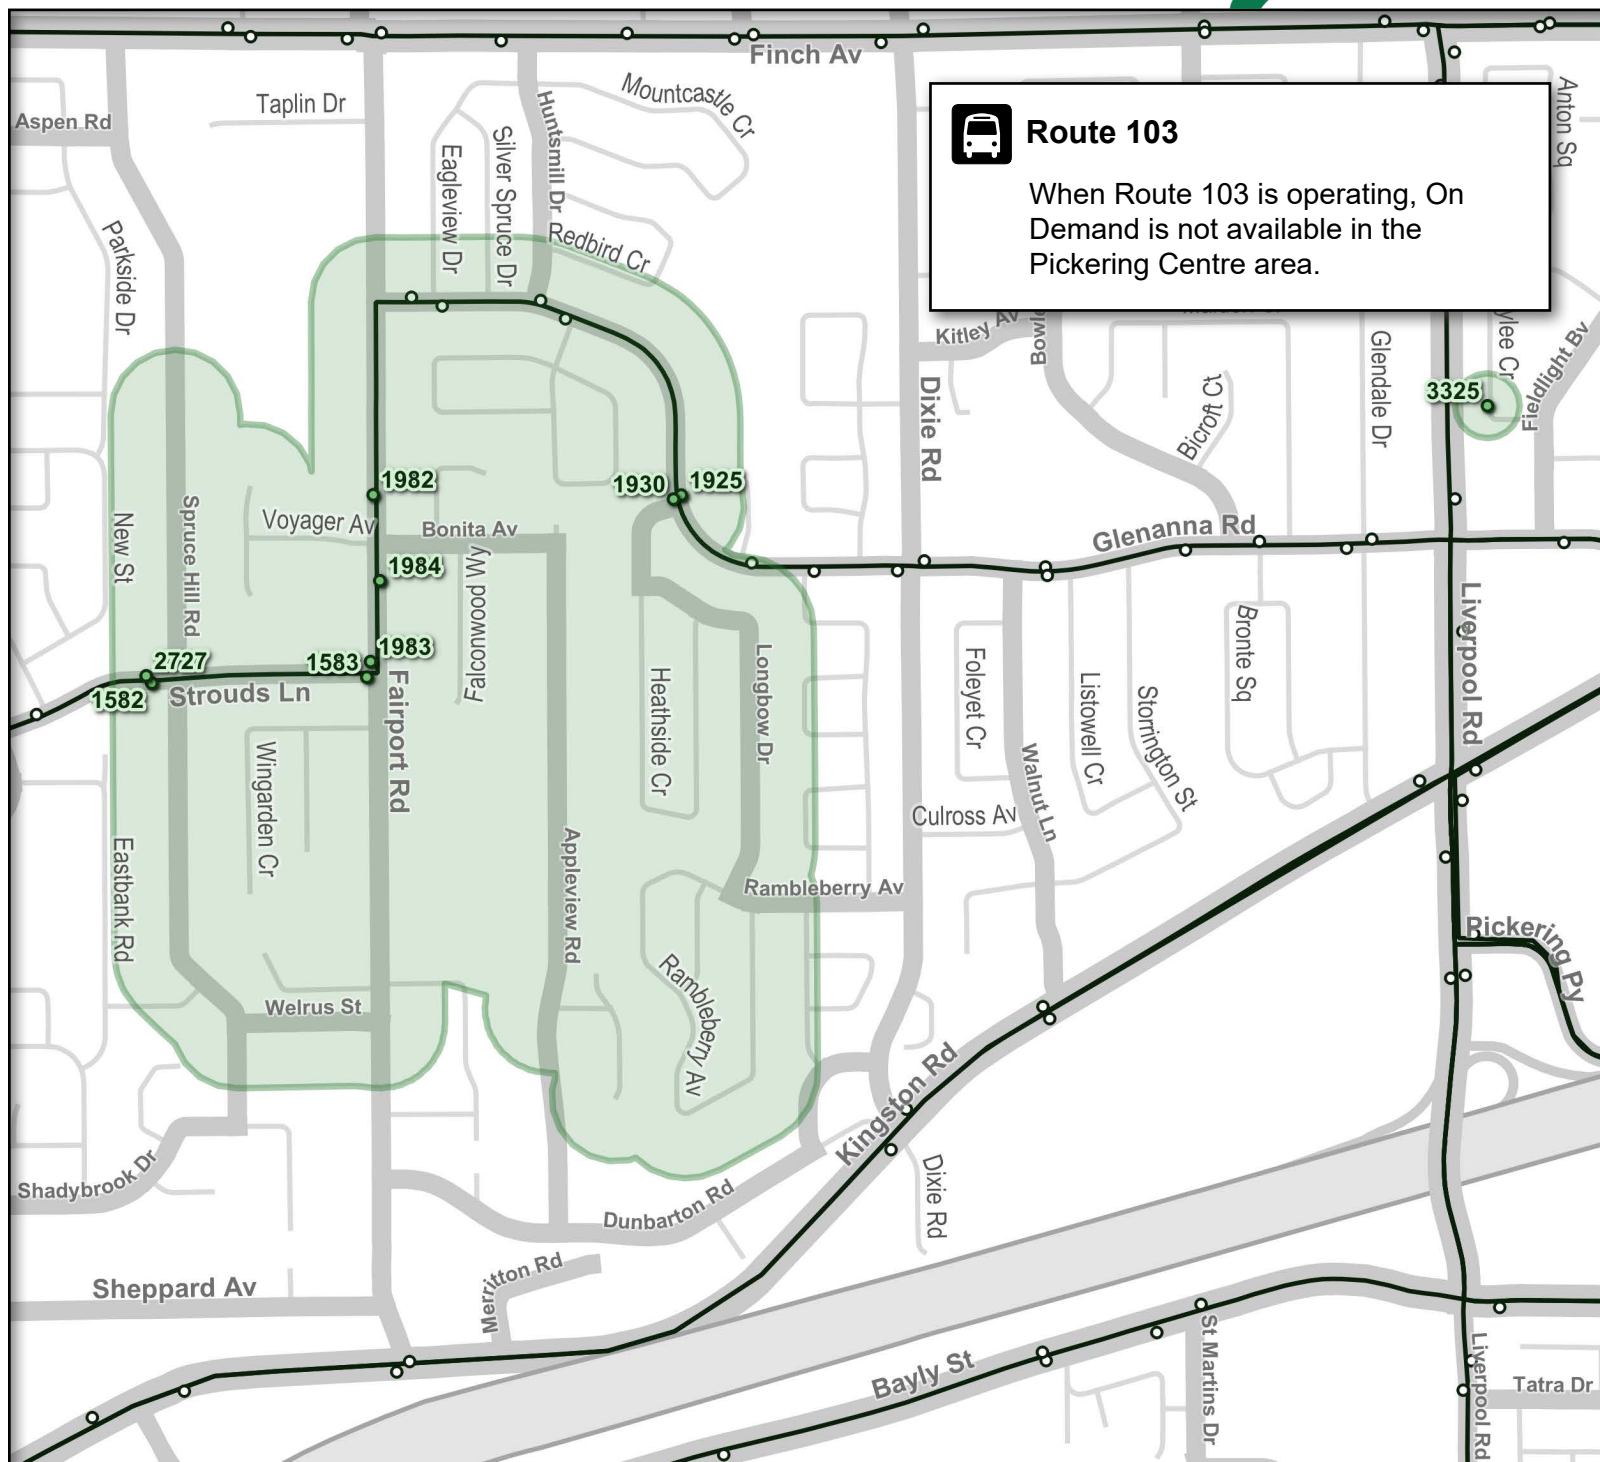 Finch Av
Taplin Dr
Aspen Rd
Mountcastle Cr
Huntsmill Dr
Silver Spruce Dr
Eagleview Dr
Redbird Cr
Parkside Dr
Anton Sq
Route 103
When Route 103 is operating, On
Demand is not available in the
Pickering Centre area.
Kitley Av
Dixie Rd
Bicroft Ct
Glendale Dr
ylee Cr
Fieldlight Bv
3325
1982
1930
1925
Voyager Av
Bonita Av
Glenanna Rd
New St
Spruce Hill Rd
1984
Falconwood Wy
1983
1583
2727
1582
Strouds Ln
Fairport Rd
Heathside Cr
Longbow Dr
Foleyet Cr
Listowell Cr
Storrington St
Bronte Sq
Liverpool Rd
Wingarden Cr
Walnut Ln
Culross Av
Eastbank Rd
Appleview Rd
Rambleberry Av
Rambleberry Av
Pickering Py
Welrus St
Kingston Rd
Shadybrook Dr
Dunbarton Rd
Dixie Rd
Merritton Rd
Sheppard Av
Bayly St
St Martins Dr
Liverpool Rd
Tatra Dr